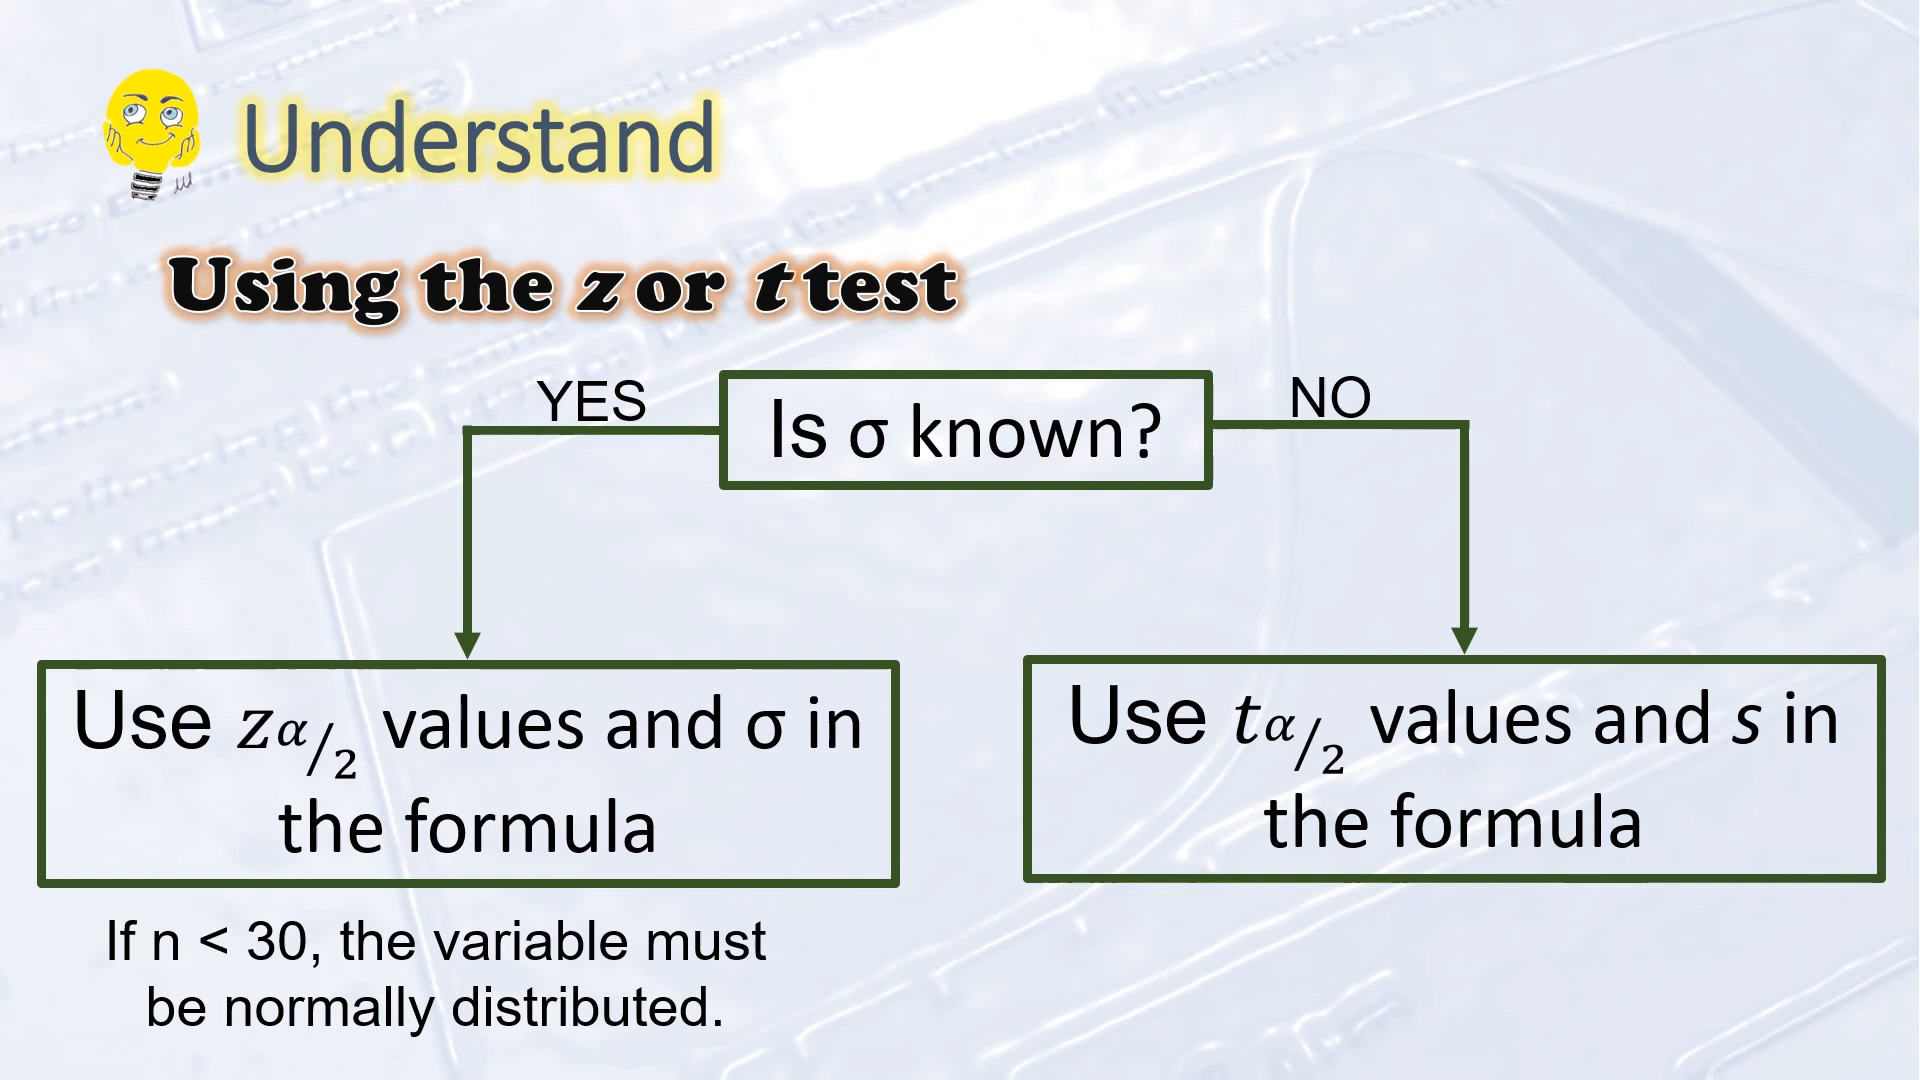 Understand
Using the z or t test
YES
Is σ known?
NO
Use zα/2 values and σ in
the formula
Use tα/2 values and s in
the formula
If n < 30, the variable must
be normally distributed.